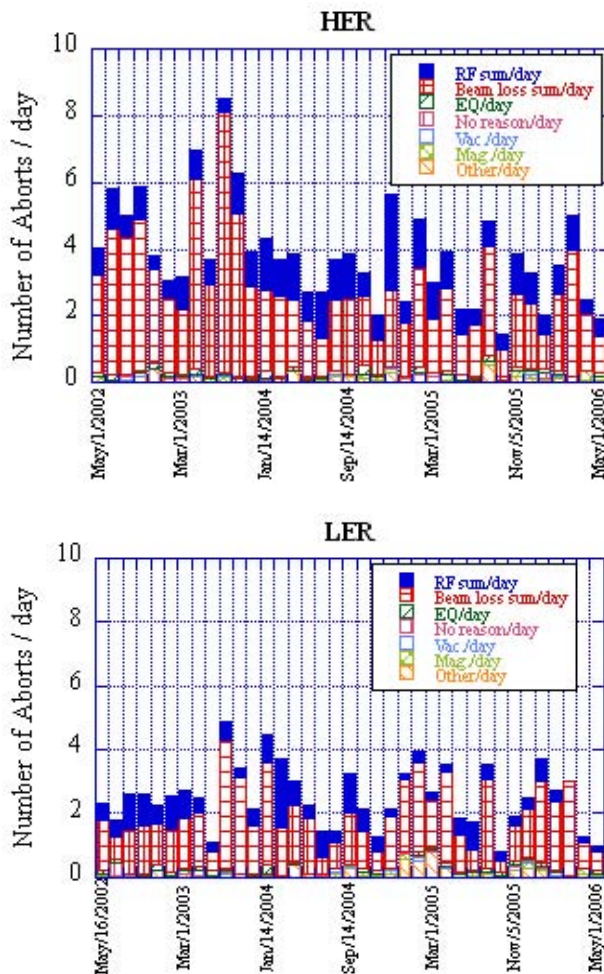 HER
10
8
6
4
2
0
Number of Aborts / day
RF sum/day
Beam loss sum/day
EQ/day
No reason/day
Vac./day
Mag./day
Other/day
May/1/2002
Mar/1/2003
Jan/14/2004
Sep/14/2004
Mar/1/2005
Nov/5/2005
May/1/2006
LER
10
8
6
4
2
0
Number of Aborts / day
RF sum/day
Beam loss sum/day
EQ/day
No reason/day
Vac./day
Mag./day
Other/day
May/16/2002
Mar/1/2003
Jan/14/2004
Sep/14/2004
Mar/1/2005
Nov/5/2005
May/1/2006